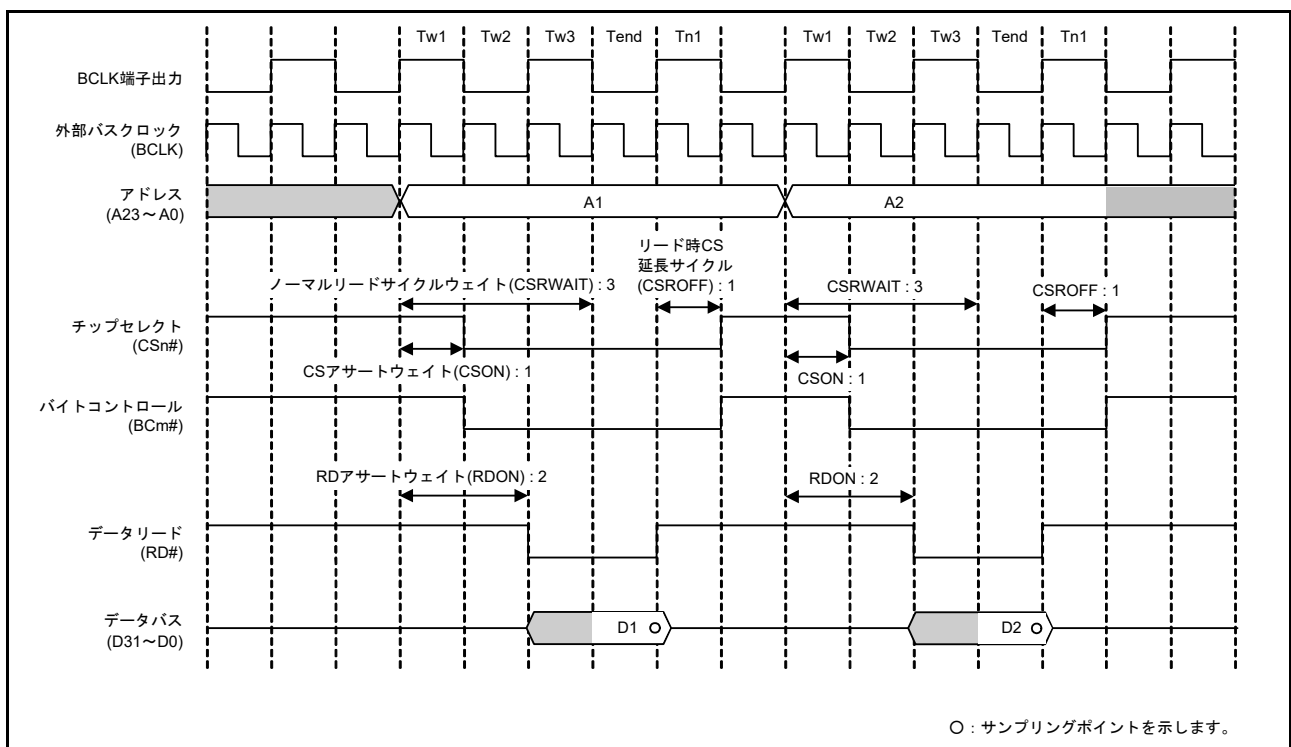 Tw1 Tw2 Tw3 Tend Tn1 Tw1 Tw2 Tw3 Tend Tn1
BCLK端子出力
外部バスクロック
(BCLK)
アドレス
(A23～A0)
A1 A2
リード時CS
延長サイクル
(CSROFF) : 1
ノーマルリードサイクルウェイト(CSRWAIT) : 3
CSRWAIT : 3
CSROFF : 1
チップセレクト
(CSn#)
CSアサートウェイト(CSON) : 1
CSON : 1
バイトコントロール
(BCm#)
RDアサートウェイト(RDON) : 2
RDON : 2
データリード
(RD#)
データバス
(D31～D0)
D1 D2
○ : サンプリングポイントを示します。